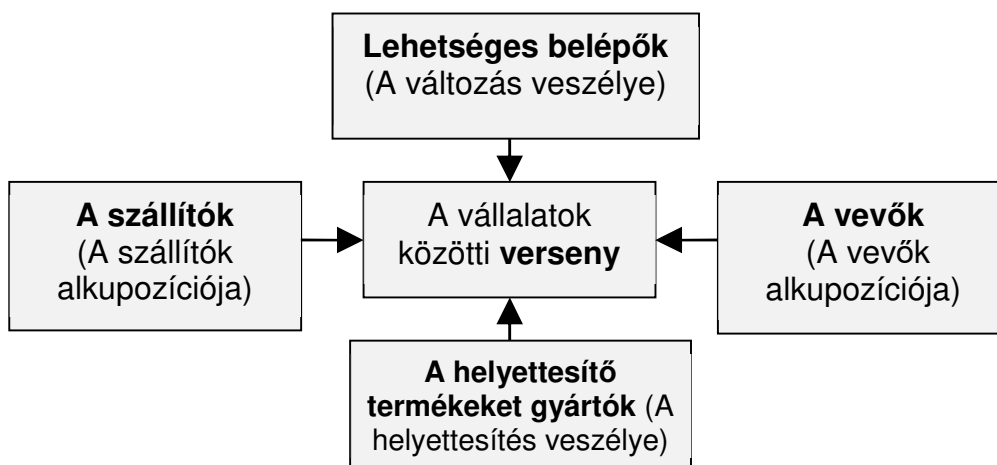 Lehetséges belépők
(A változás veszélye)
A szállítók
(A szállítók
alkupozíciója)
A vállalatok
közötti verseny
A vevők
(A vevők
alkupozíciója)
A helyettesítő
termékeket gyártók (A
helyettesítés veszélye)